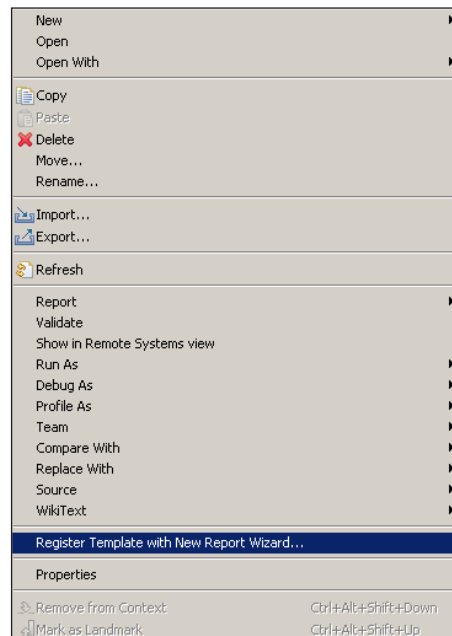 New
Open
Open With
Copy
Paste
Delete
Move...
Rename...
Import...
Export...
Refresh
Report
Validate
Show in Remote Systems view
Run As
Debug As
Profile As
Team
Compare With
Replace With
Source
WikiText
Register Template with New Report Wizard...
Properties
Remove from Context Ctrl+Alt+Shift+Down
Mark as Landmark Ctrl+Alt+Shift+Up